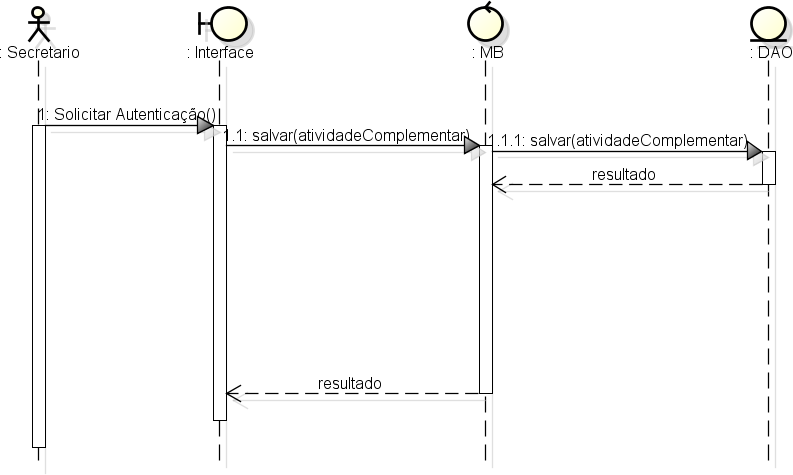 : Secretario
: Interface
: MB
: DAO
1: Solicitar Autenticação()
1.1: salvar(atividadeComplementar)
1.1.1: salvar(atividadeComplementar)
resultado
resultado